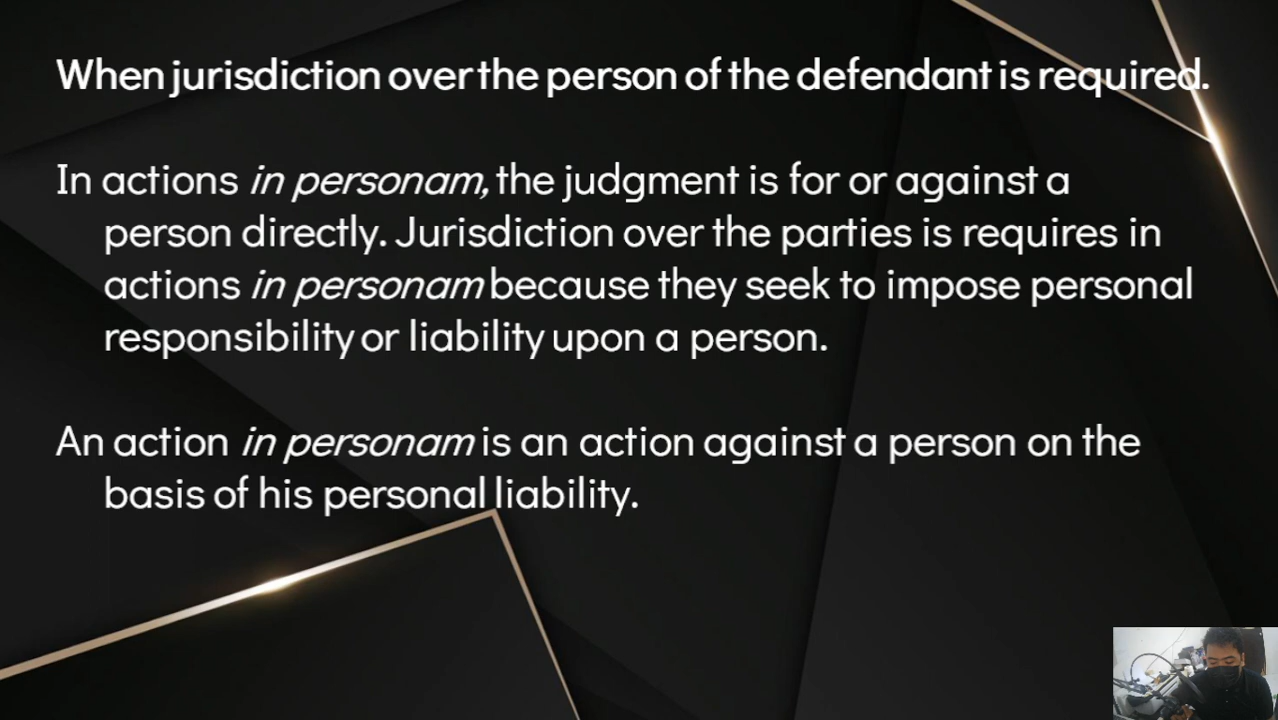 When jurisdiction over the person of the defendant is required.
In actions in personam, the judgment is for or against a
person directly. Jurisdiction over the parties is requires in
actions in personam because they seek to impose personal
responsibility or liability upon a person.
An action in personam is an action against a person on the
basis of his personal liability.